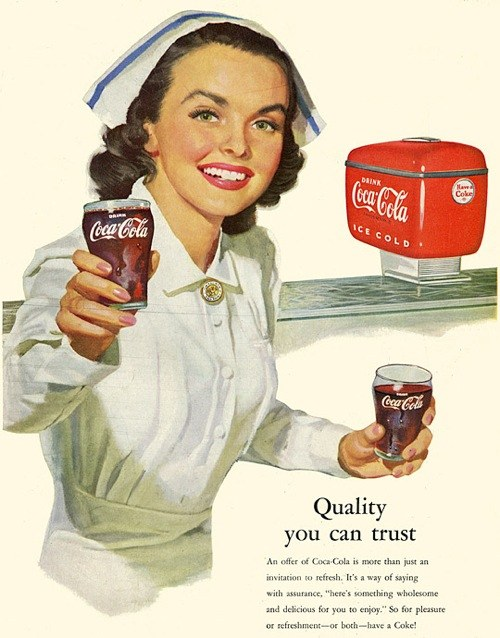 DRINK
Coca-Cola
ICE COLD
Have a
Coke
DRINK
Coca-Cola
DRINK
Coca-Cola
Quality
you can trust
An offer of Coca-Cola is more than just an
invitation to refresh. It's a way of saying
with assurance, "here's something wholesome
and delicious for you to enjoy." So for pleasure
or refreshment—or both—have a Coke!